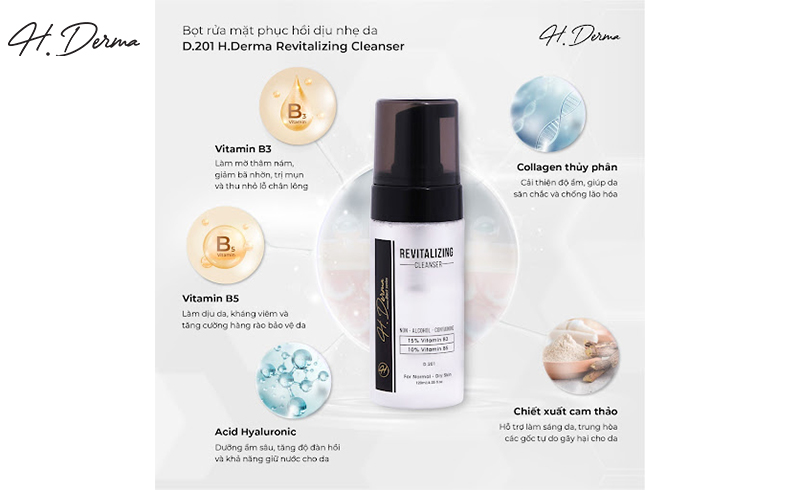 H. Derma
Bọt rửa mặt phục hồi dịu nhẹ da
D.201 H.Derma Revitalizing Cleanser
H. Derma
B3
Vitamin
Vitamin B3
Làm mờ thâm nám,
giảm bã nhờn, trị mụn
và thu nhỏ lỗ chân lông
B5
Vitamin
Vitamin B5
Làm dịu da, kháng viêm và
tăng cường hàng rào bảo vệ da
Acid Hyaluronic
Dưỡng ẩm sâu, tăng độ đàn hồi
và khả năng giữ nước cho da
REVITALIZING
CLEANSER
H. Derma
NON - ALCOHOL -
15% Vitamin B3
10% Vitamin B5
D.201
For Normal - Dry Skin
Collagen thủy phân
Cải thiện độ ẩm, giúp da
săn chắc và chống lão hóa
Chiết xuất cam thảo
Hỗ trợ làm sáng da, trung hòa
các gốc tự do gây hại cho da